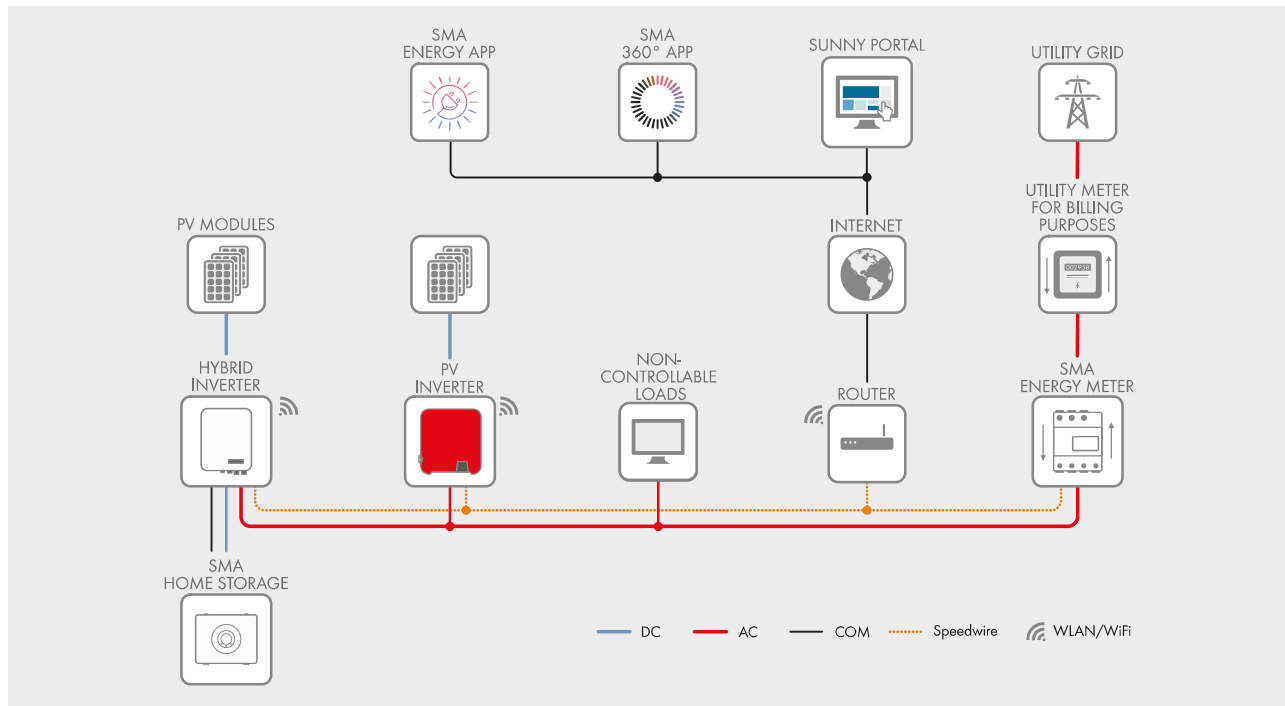 SMA
ENERGY APP
SMA
360° APP
SUNNY PORTAL
UTILITY GRID
PV MODULES
INTERNET
UTILITY METER
FOR BILLING
PURPOSES
002938
HYBRID
INVERTER
PV
INVERTER
NON-
CONTROLLABLE
LOADS
ROUTER
SMA
ENERGY METER
SMA
HOME STORAGE
DC
AC
COM
Speedwire
WLAN/WiFi